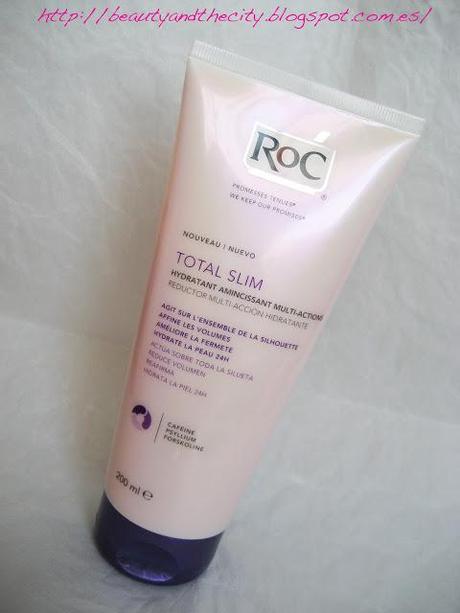 http://beautyandthecity.blogspot.com.es/
RoC
®
PROMESSES TENUES®
WE KEEP OUR PROMISES®
NOUVEAU | NUEVO
TOTAL SLIM
HYDRATANT AMINCISSANT MULTI-ACTIONS
REDUCTOR MULTI-ACCIÓN HIDRATANTE
AGIT SUR L'ENSEMBLE DE LA SILHOUETTE
AFFINE LES VOLUMES
AMÉLIORE LA FERMETÉ
HYDRATE LA PEAU 24H
ACTÚA SOBRE TODA LA SILUETA
REDUCE VOLUMEN
REAFIRMA
HIDRATA LA PIEL 24H
CAFEINE
PSYLLIUM
FORSKOLINE
200 ml e